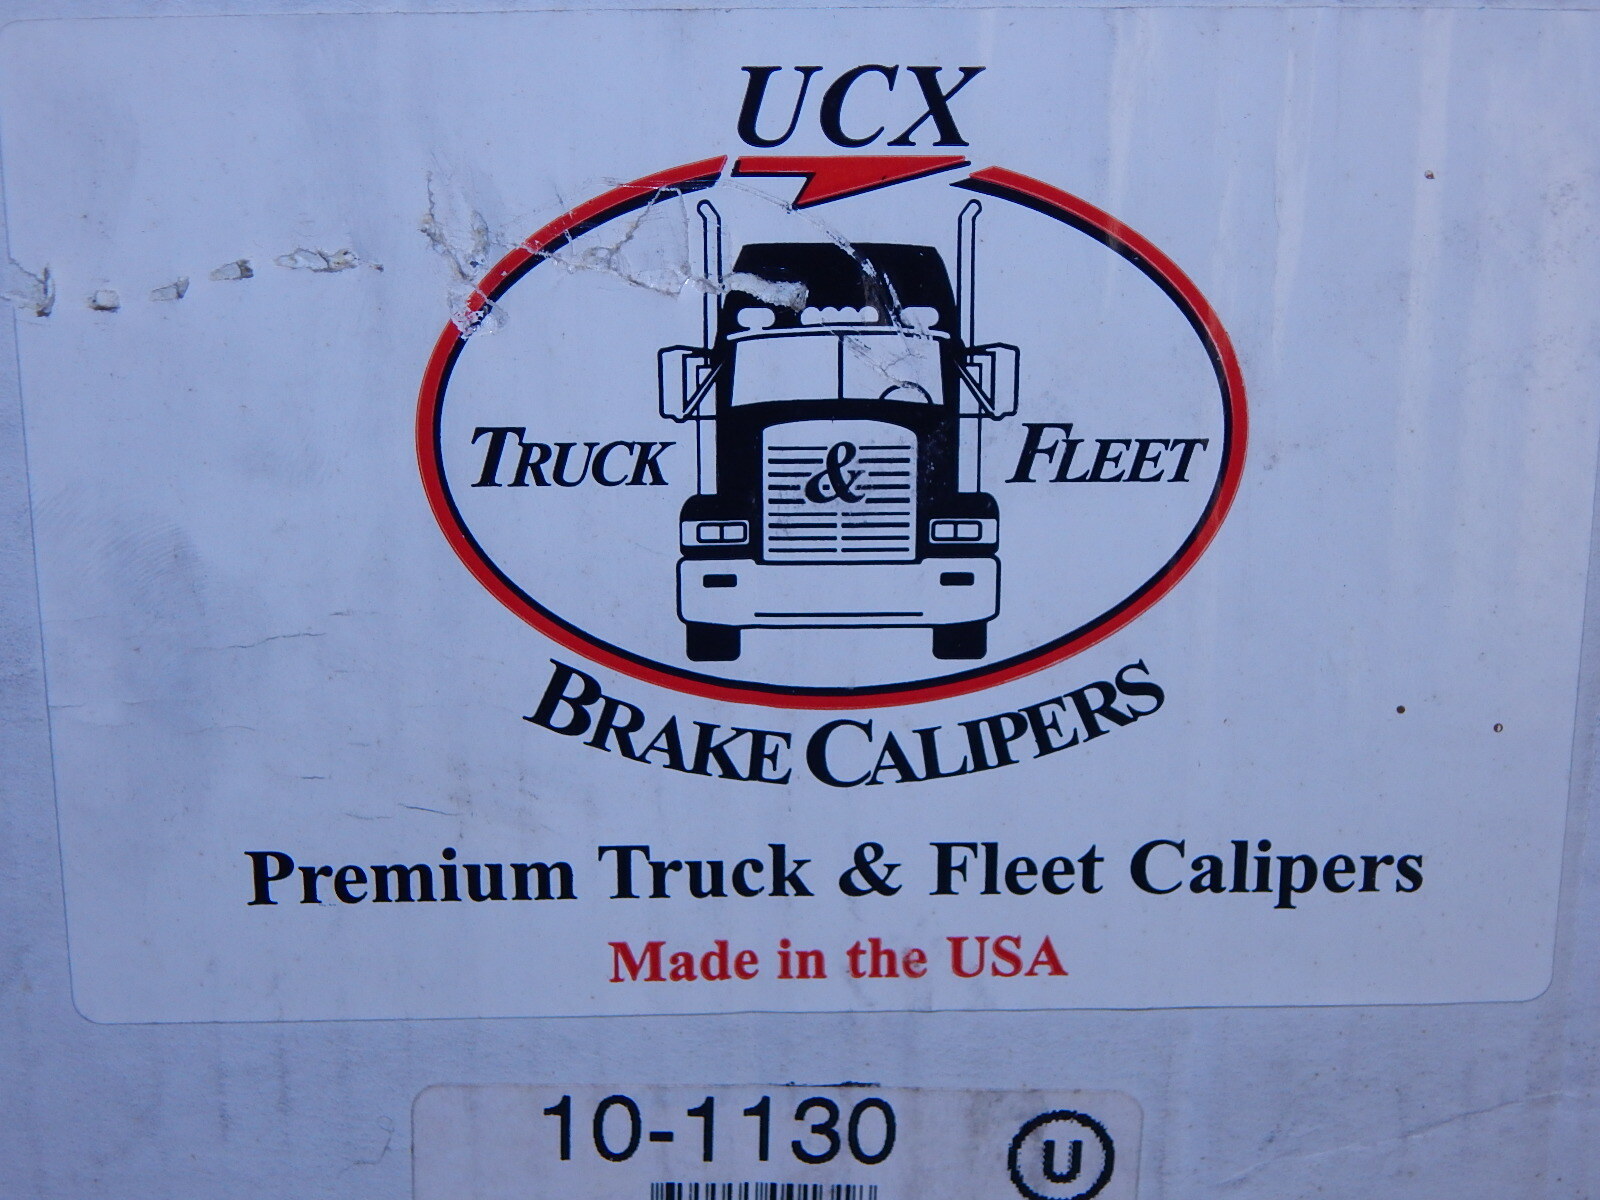 UCX
TRUCK & FLEET
BRAKE CALIPERS
Premium Truck & Fleet Calipers
Made in the USA
10-1130
U